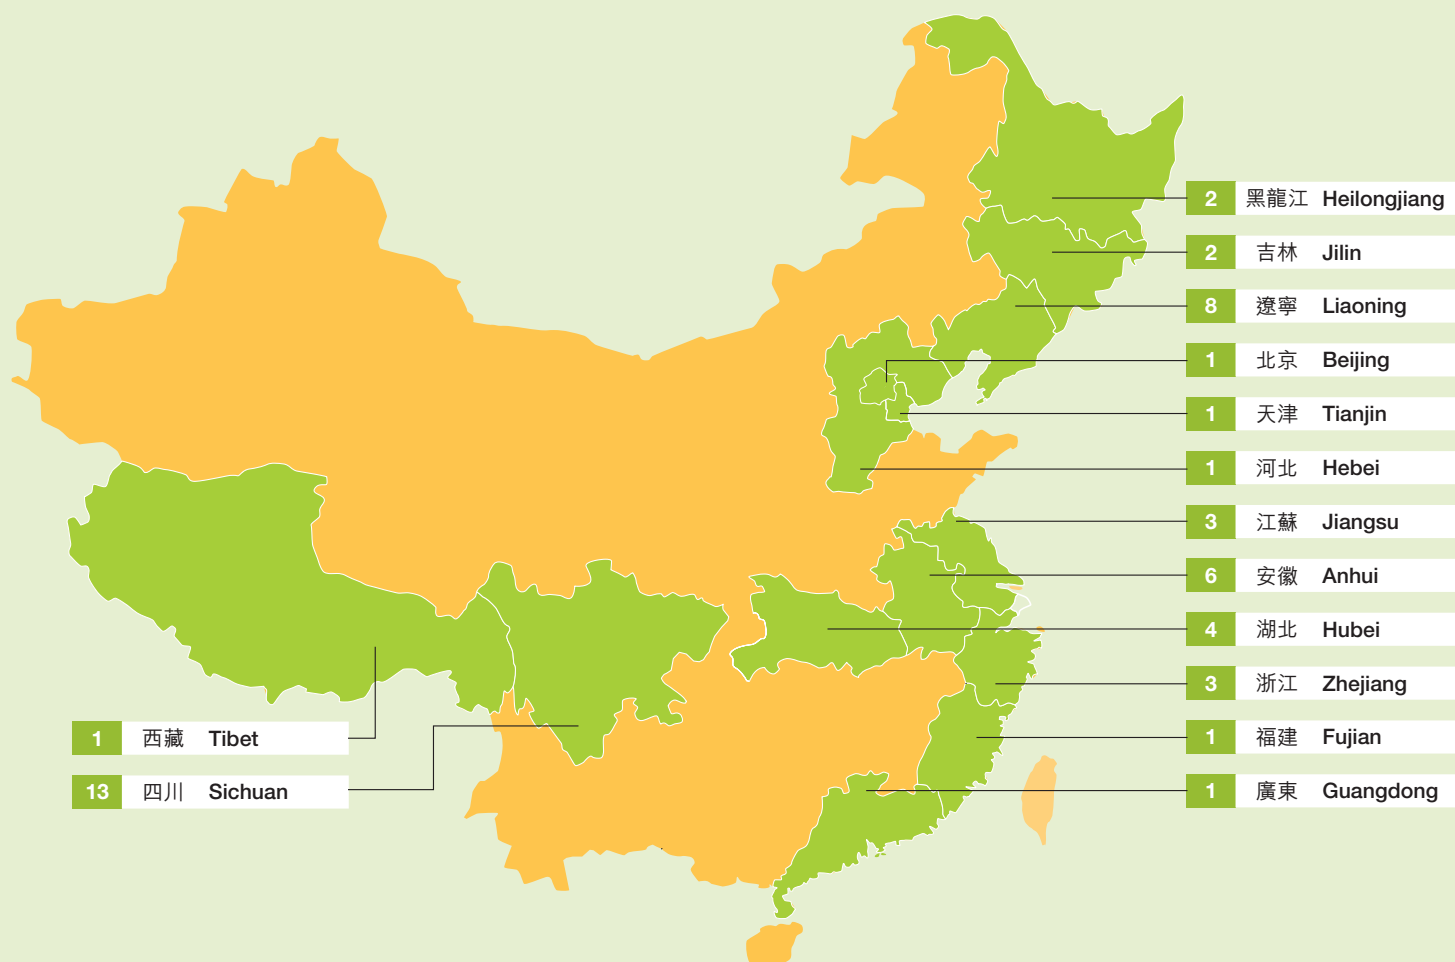 2 黑龍江 Heilongjiang
2 吉林 Jilin
8 遼寧 Liaoning
1 北京 Beijing
1 天津 Tianjin
1 河北 Hebei
3 江蘇 Jiangsu
6 安徽 Anhui
4 湖北 Hubei
3 浙江 Zhejiang
1 福建 Fujian
1 廣東 Guangdong
1 西藏 Tibet
13 四川 Sichuan